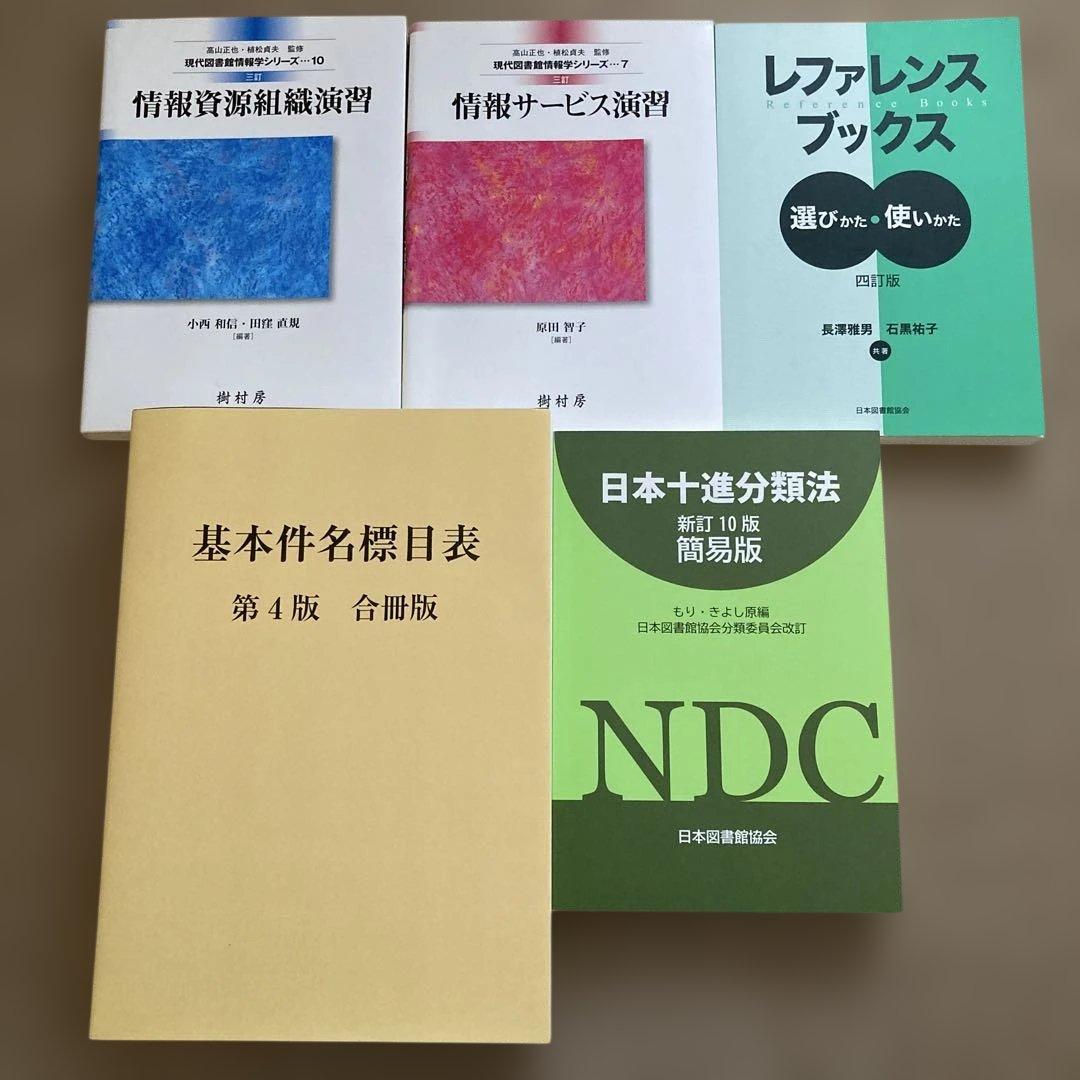 高山正也・植松貞夫 監修
現代図書館情報学シリーズ…10
三訂
情報資源組織演習
小西 和信・田窪 直規
[編著]
樹村房
高山正也・植松貞夫 監修
現代図書館情報学シリーズ…7
三訂
情報サービス演習
原田 智子
[編著]
樹村房
レファレンス
Reference Books
ブックス
選びかた・使いかた
四訂版
長澤雅男 石黒祐子
共著
日本図書館協会
基本件名標目表
第4版 合冊版
日本十進分類法
新訂10版
簡易版
もり・きよし原編
日本図書館協会分類委員会改訂
NDC
日本図書館協会